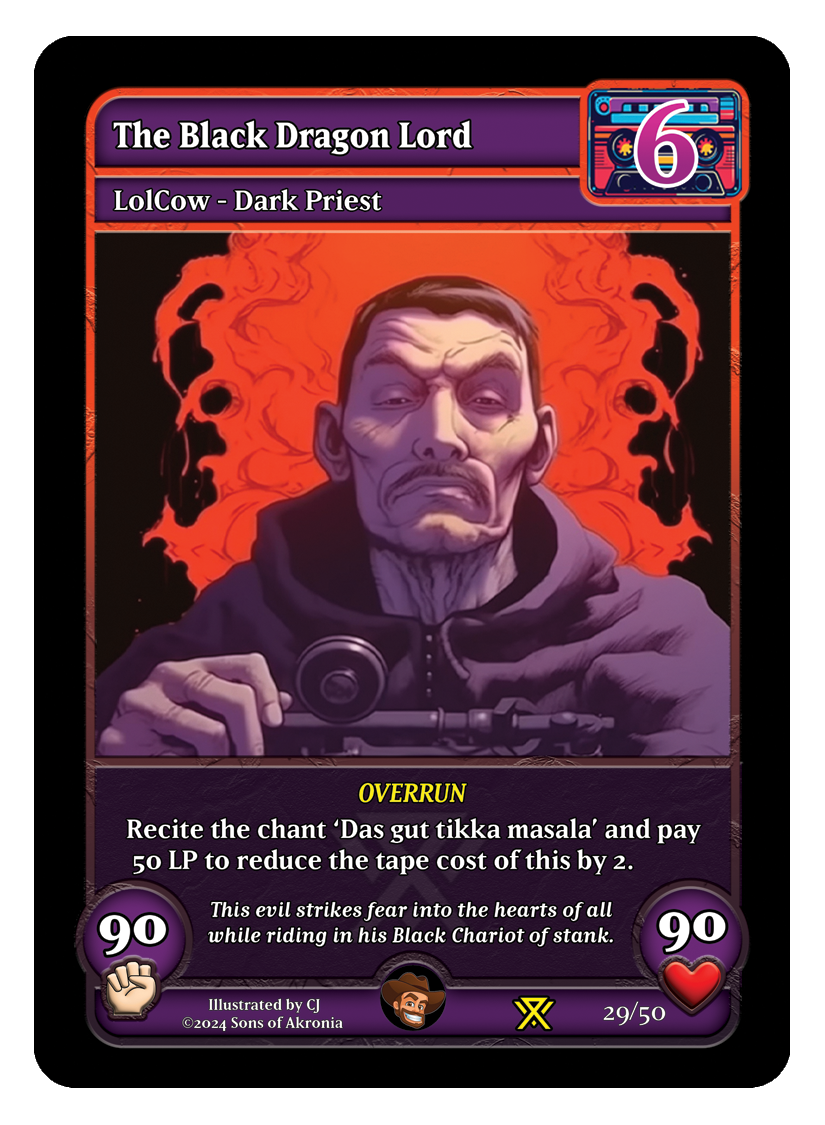 The Black Dragon Lord
6
LolCow - Dark Priest
OVERRUN
Recite the chant ‘Das gut tikka masala’ and pay
50 LP to reduce the tape cost of this by 2.
This evil strikes fear into the hearts of all
while riding in his Black Chariot of stank.
90
90
Illustrated by CJ
©2024 Sons of Akronia
29/50